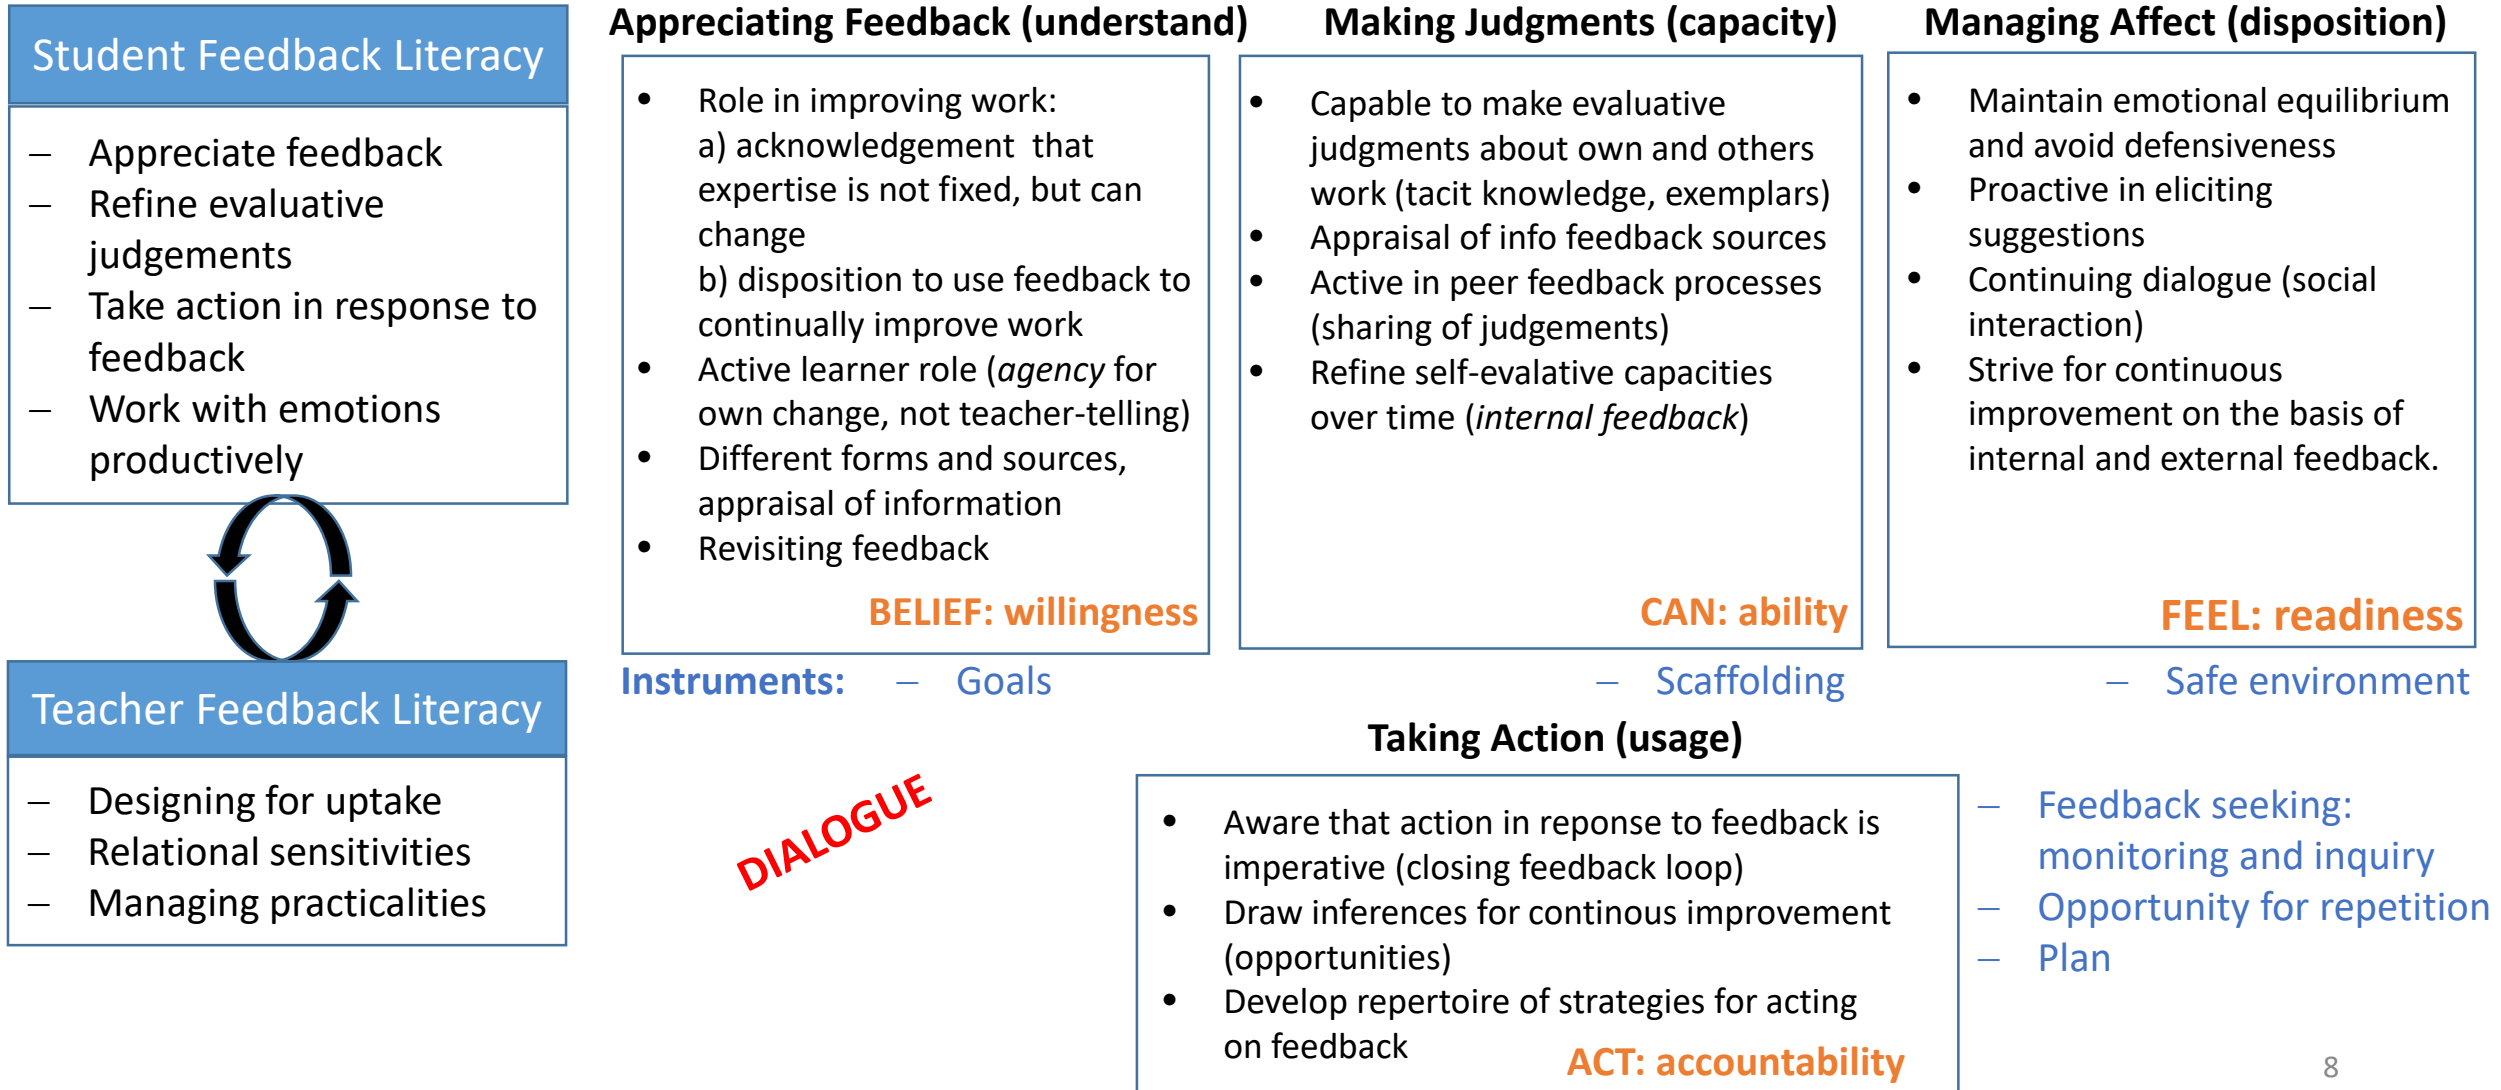 Student Feedback Literacy
– Appreciate feedback
– Refine evaluative
judgements
– Take action in response to
feedback
– Work with emotions
productively
Teacher Feedback Literacy
– Designing for uptake
– Relational sensitivities
– Managing practicalities
Appreciating Feedback (understand)
• Role in improving work:
a) acknowledgement that
expertise is not fixed, but can
change
b) disposition to use feedback to
continually improve work
• Active learner role (agency for
own change, not teacher-telling)
• Different forms and sources,
appraisal of information
• Revisiting feedback
BELIEF: willingness
Making Judgments (capacity)
• Capable to make evaluative
judgments about own and others
work (tacit knowledge, exemplars)
• Appraisal of info feedback sources
• Active in peer feedback processes
(sharing of judgements)
• Refine self-evalative capacities
over time (internal feedback)
CAN: ability
Managing Affect (disposition)
• Maintain emotional equilibrium
and avoid defensiveness
• Proactive in eliciting
suggestions
• Continuing dialogue (social
interaction)
• Strive for continuous
improvement on the basis of
internal and external feedback.
FEEL: readiness
Instruments: – Goals
– Scaffolding
– Safe environment
DIALOGUE
Taking Action (usage)
• Aware that action in reponse to feedback is
imperative (closing feedback loop)
• Draw inferences for continous improvement
(opportunities)
• Develop repertoire of strategies for acting
on feedback
ACT: accountability
– Feedback seeking:
monitoring and inquiry
– Opportunity for repetition
– Plan
8